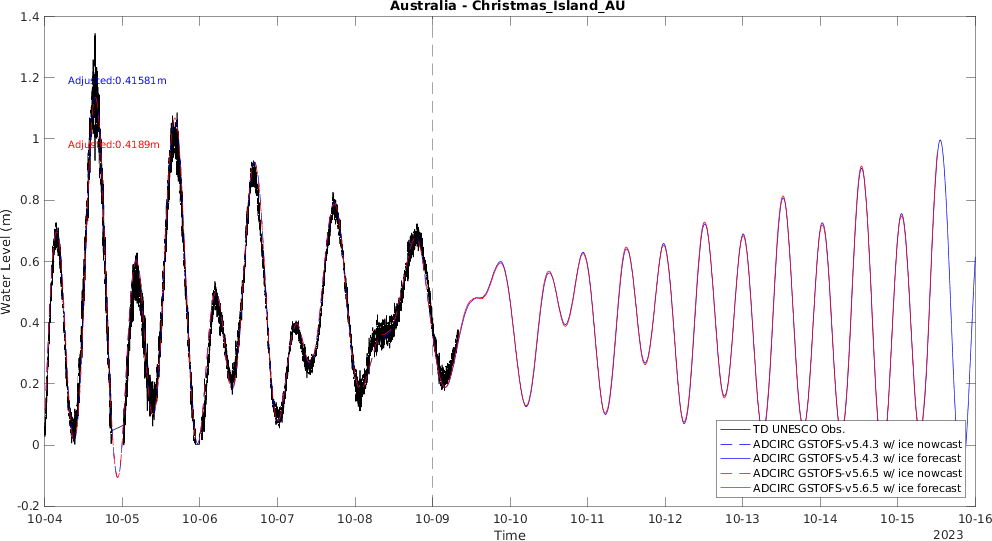 Australia - Christmas_Island_AU
1.4
1.2
1
0.8
0.6
0.4
0.2
0
-0.2
Water Level (m)
Adjusted:0.41581m
Adjusted:0.4189m
TD UNESCO Obs.
ADCIRC GSTOFS-v5.4.3 w/ ice nowcast
ADCIRC GSTOFS-v5.4.3 w/ ice forecast
ADCIRC GSTOFS-v5.6.5 w/ ice nowcast
ADCIRC GSTOFS-v5.6.5 w/ ice forecast
10-04 10-05 10-06 10-07 10-08 10-09 10-10 10-11 10-12 10-13 10-14 10-15 10-16
Time
2023